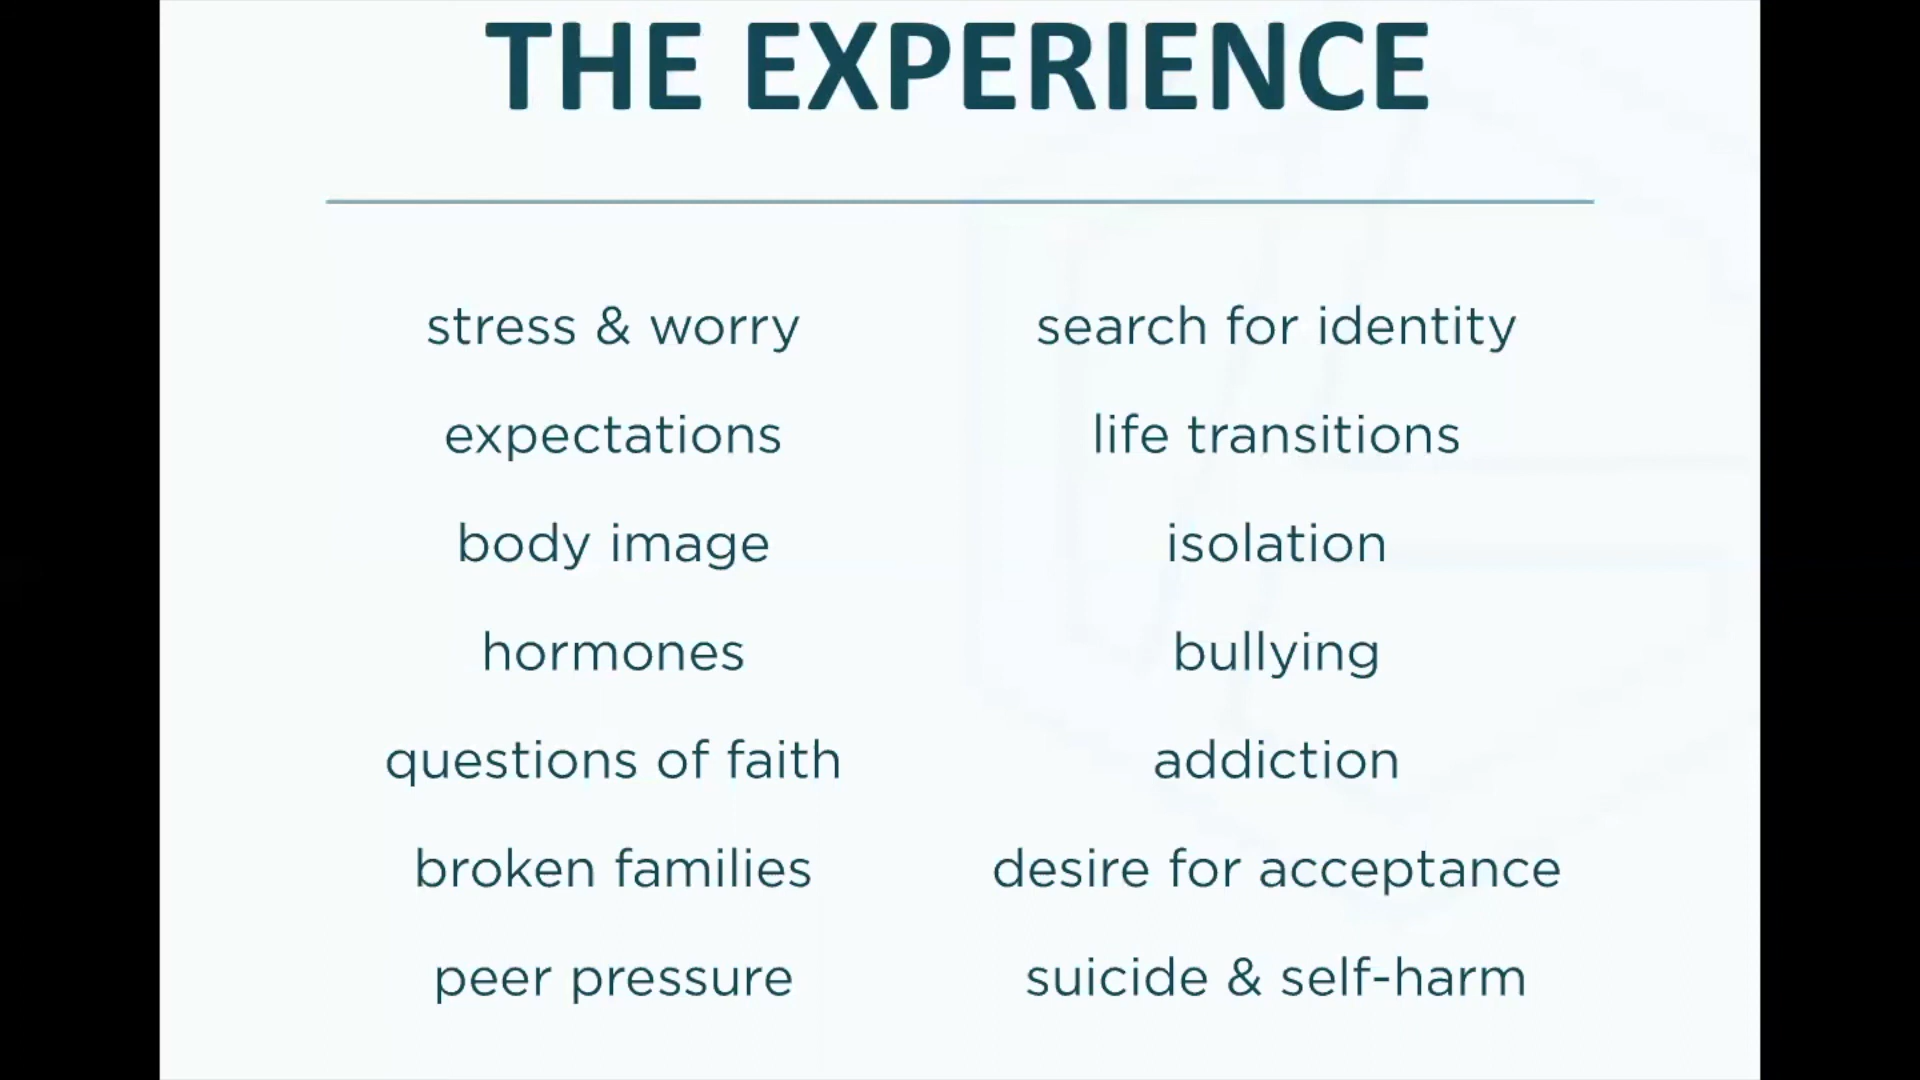 THE EXPERIENCE
stress & worry
expectations
body image
hormones
questions of faith
broken families
peer pressure
search for identity
life transitions
isolation
bullying
addiction
desire for acceptance
suicide & self-harm